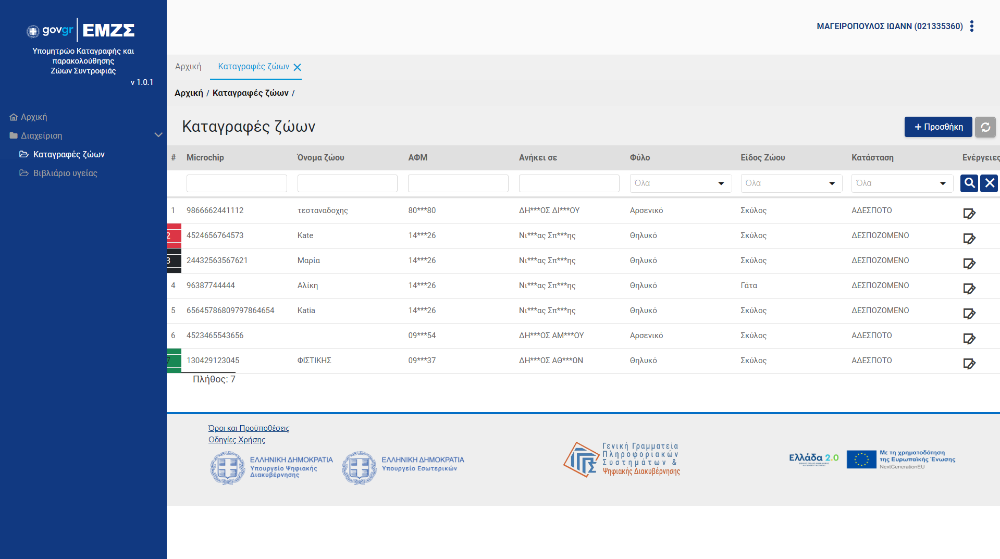 govgr ΕΜΖΣ
Υπομητρώο Καταγραφής και
παρακολούθησης
Ζώων Συντροφιάς
v 1.0.1
Αρχική
Διαχείριση
Καταγραφές ζώων
Βιβλιάριο υγείας
ΜΑΓΕΙΡΟΠΟΥΛΟΣ ΙΩΑΝΝ (021335360)
Αρχική Καταγραφές ζώων
Αρχική / Καταγραφές ζώων /
Καταγραφές ζώων
+ Προσθήκη
# Microchip Όνομα ζώου ΑΦΜ Ανήκει σε Φύλο Είδος Ζώου Κατάσταση Ενέργειες
Όλα Όλα Όλα
1 9866662441112 τεσταναδοχης 80***80 ΔΗ***ΟΣ ΔΙ***ΟΥ Αρσενικό Σκύλος ΑΔΕΣΠΟΤΟ
2 4524656764573 Kate 14***26 Νι***ας Σπ***ης Θηλυκό Σκύλος ΔΕΣΠΟΖΟΜΕΝΟ
3 24432563567621 Μαρία 14***26 Νι***ας Σπ***ης Θηλυκό Σκύλος ΔΕΣΠΟΖΟΜΕΝΟ
4 96387744444 Αλίκη 14***26 Νι***ας Σπ***ης Θηλυκό Γάτα ΔΕΣΠΟΖΟΜΕΝΟ
5 65645786809797864654 Katia 14***26 Νι***ας Σπ***ης Θηλυκό Σκύλος ΔΕΣΠΟΖΟΜΕΝΟ
6 4523465543656 09***54 ΔΗ***ΟΣ ΑΜ***ΟΥ Αρσενικό Σκύλος ΑΔΕΣΠΟΤΟ
7 130429123045 ΦΙΣΤΙΚΗΣ 09***37 ΔΗ***ΟΣ ΑΘ***ΩΝ Θηλυκό Σκύλος ΑΔΕΣΠΟΤΟ
Πλήθος: 7
Όροι και Προϋποθέσεις
Οδηγίες Χρήσης
ΕΛΛΗΝΙΚΗ ΔΗΜΟΚΡΑΤΙΑ
Υπουργείο Ψηφιακής
Διακυβέρνησης
ΕΛΛΗΝΙΚΗ ΔΗΜΟΚΡΑΤΙΑ
Υπουργείο Εσωτερικών
Γενική Γραμματεία
Πληροφοριακών
Συστημάτων &
Ψηφιακής Διακυβέρνησης
Ελλάδα 2.0
Με τη χρηματοδότηση
της Ευρωπαϊκής Ένωσης
NextGenerationEU